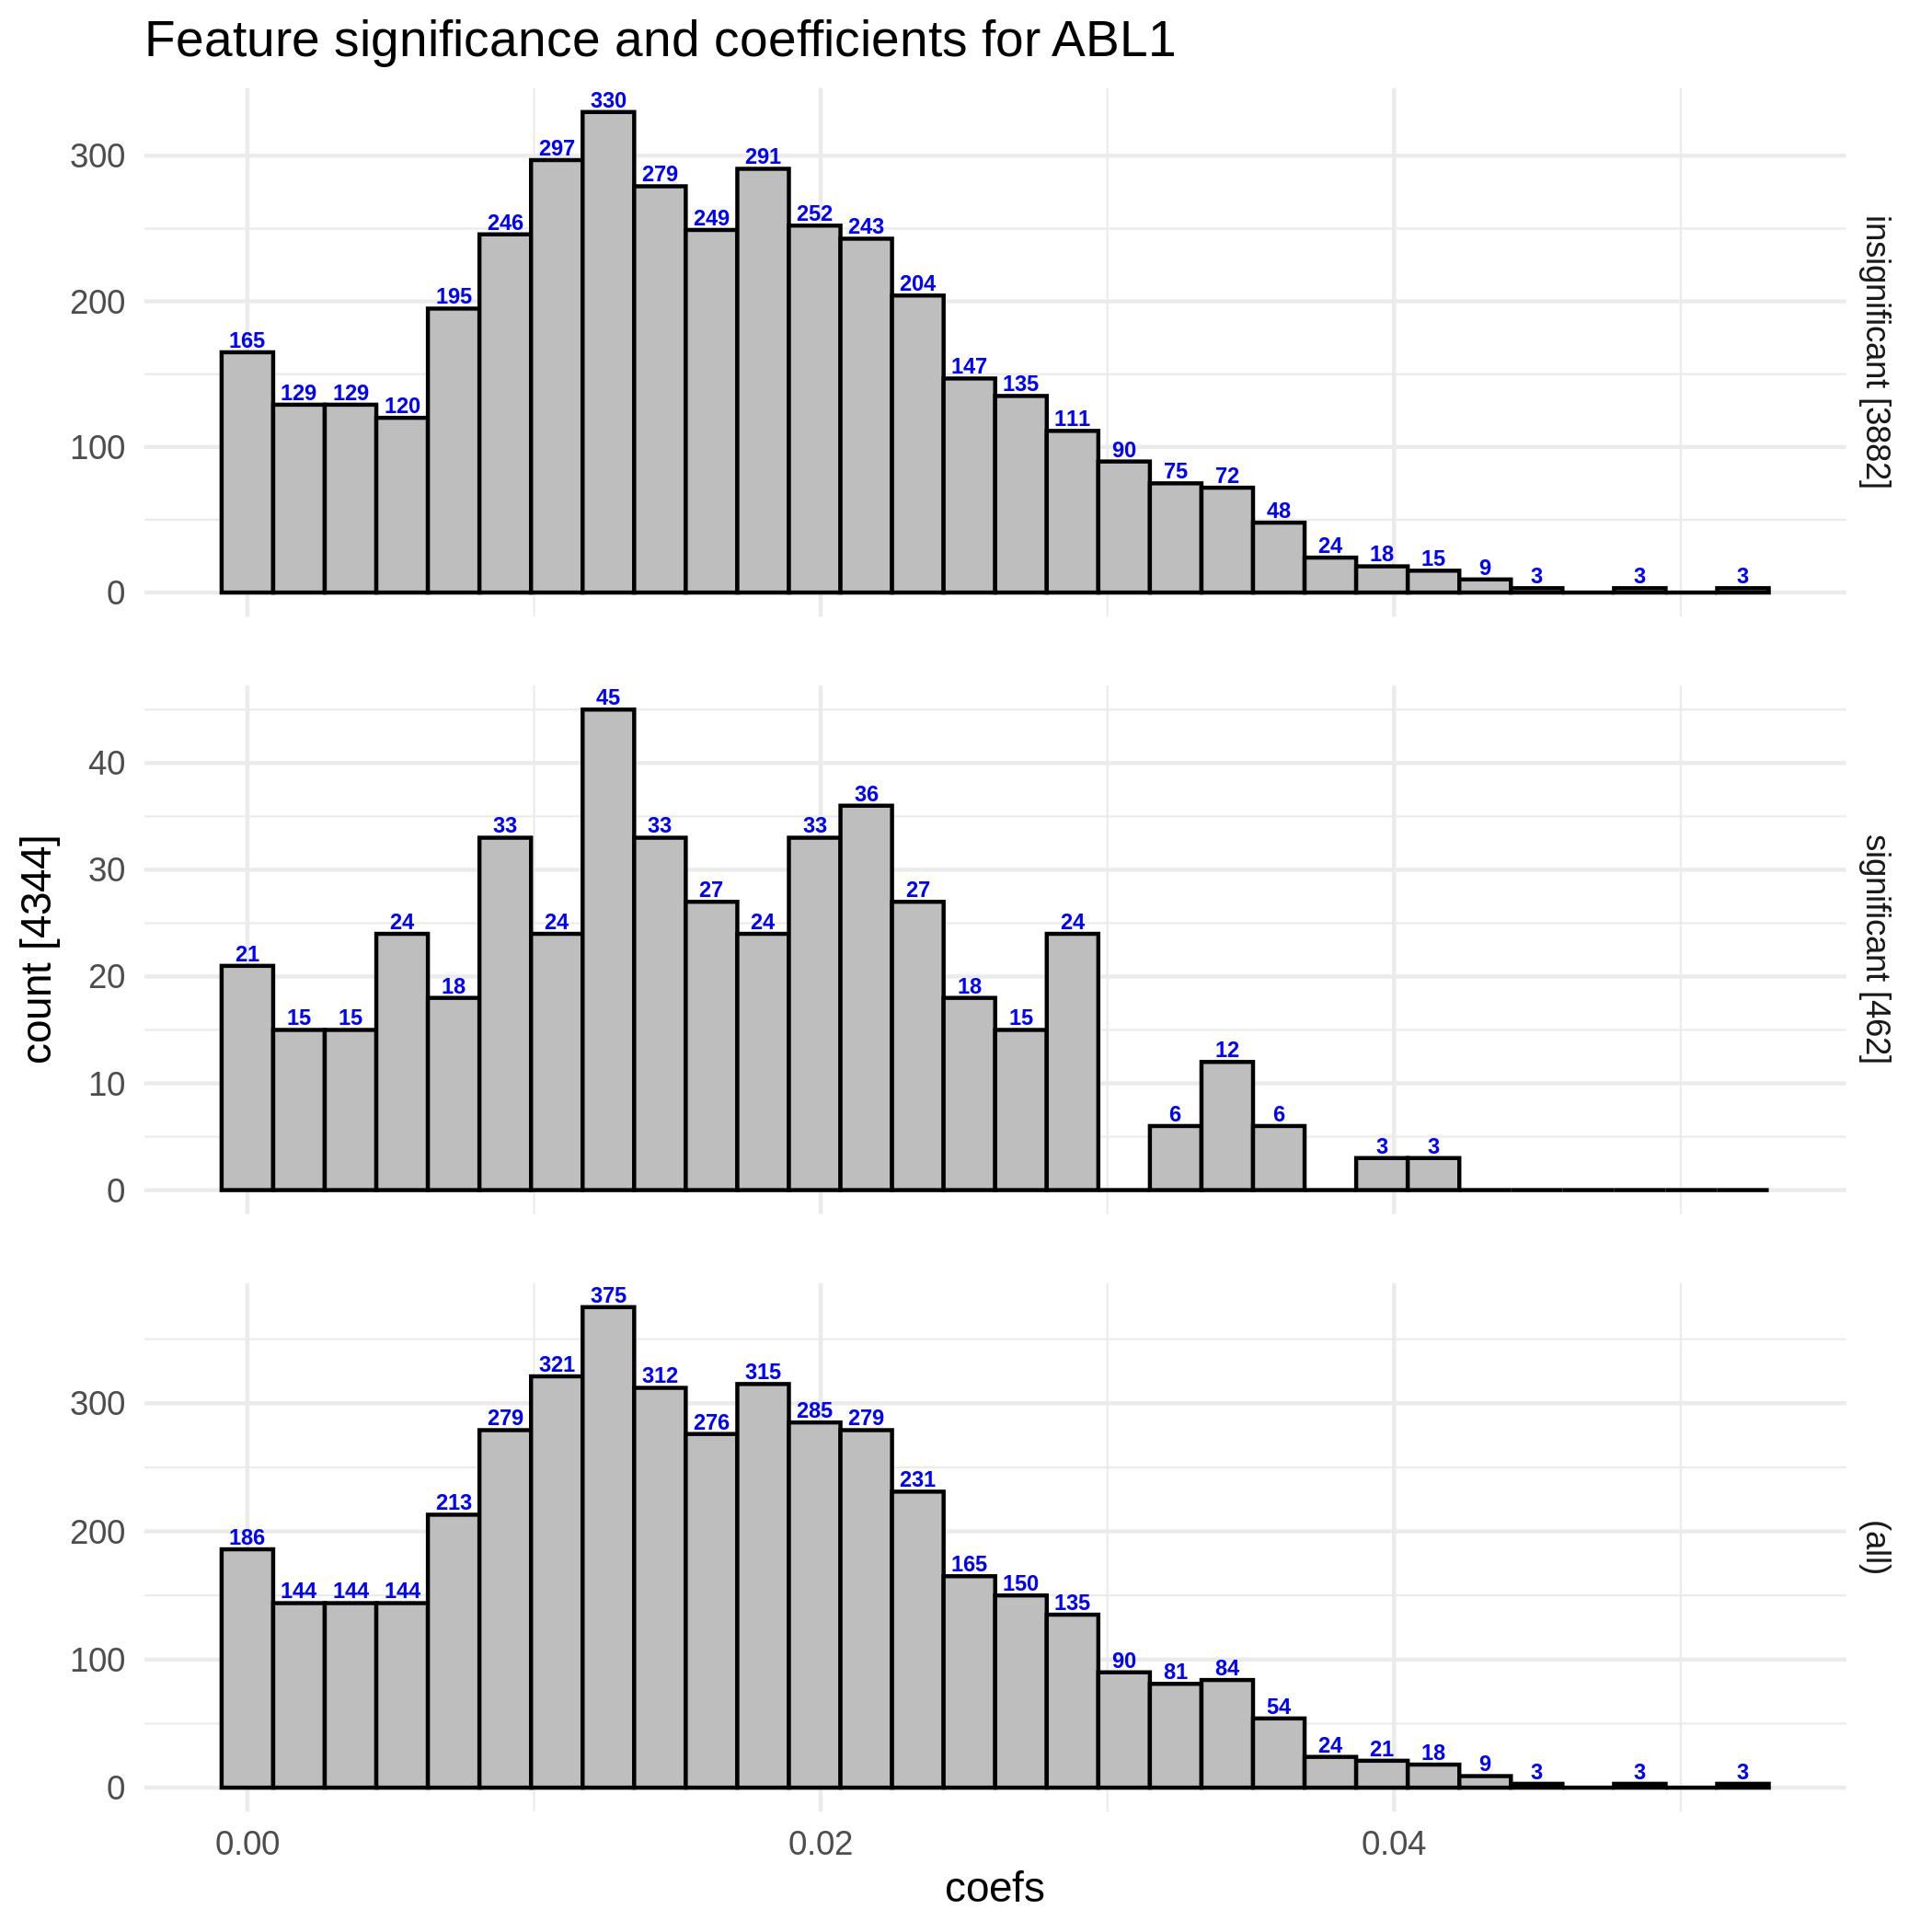 Feature significance and coefficients for ABL1
330
297
291
279
300
249
252
246
243
204
195
200
165
147
135
129 129 120
111
100
90
75 72
48
24 18 15 9 3 3 3
0
insignificant [3882]
45
40
36
33 33 33
30
27 27
24 24 24 24
21
20
18 18
15 15 15
12
10
6 6
3 3
0
significant [462]
count [4344]
375
321
312 315
300
279 276 285 279
231
213
200
186
165
144 144 144 150
135
100
90 81 84
54
24 21 18 9 3 3 3
0
(all)
0.00 0.02 0.04
coefs